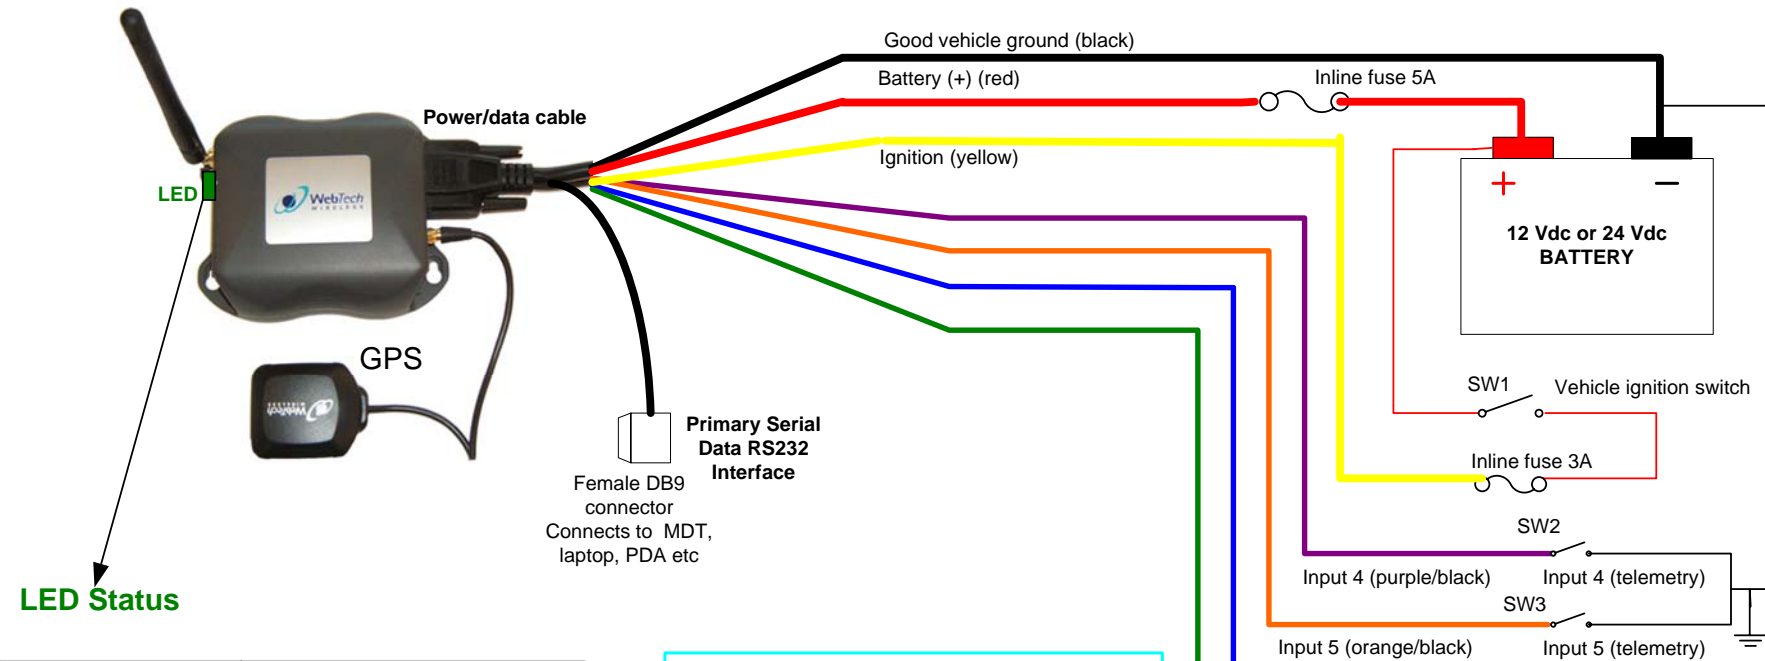 Good vehicle ground (black)
Battery (+) (red)
Inline fuse 5A
Power/data cable
Ignition (yellow)
LED
WebTech
WIRELESS
+
−
12 Vdc or 24 Vdc
BATTERY
GPS
WebTech
WIRELESS
SW1
Vehicle ignition switch
Primary Serial
Data RS232
Interface
Inline fuse 3A
Female DB9
connector
Connects to MDT,
laptop, PDA etc
SW2
Input 4 (purple/black)
Input 4 (telemetry)
LED Status
SW3
Input 5 (orange/black)
Input 5 (telemetry)